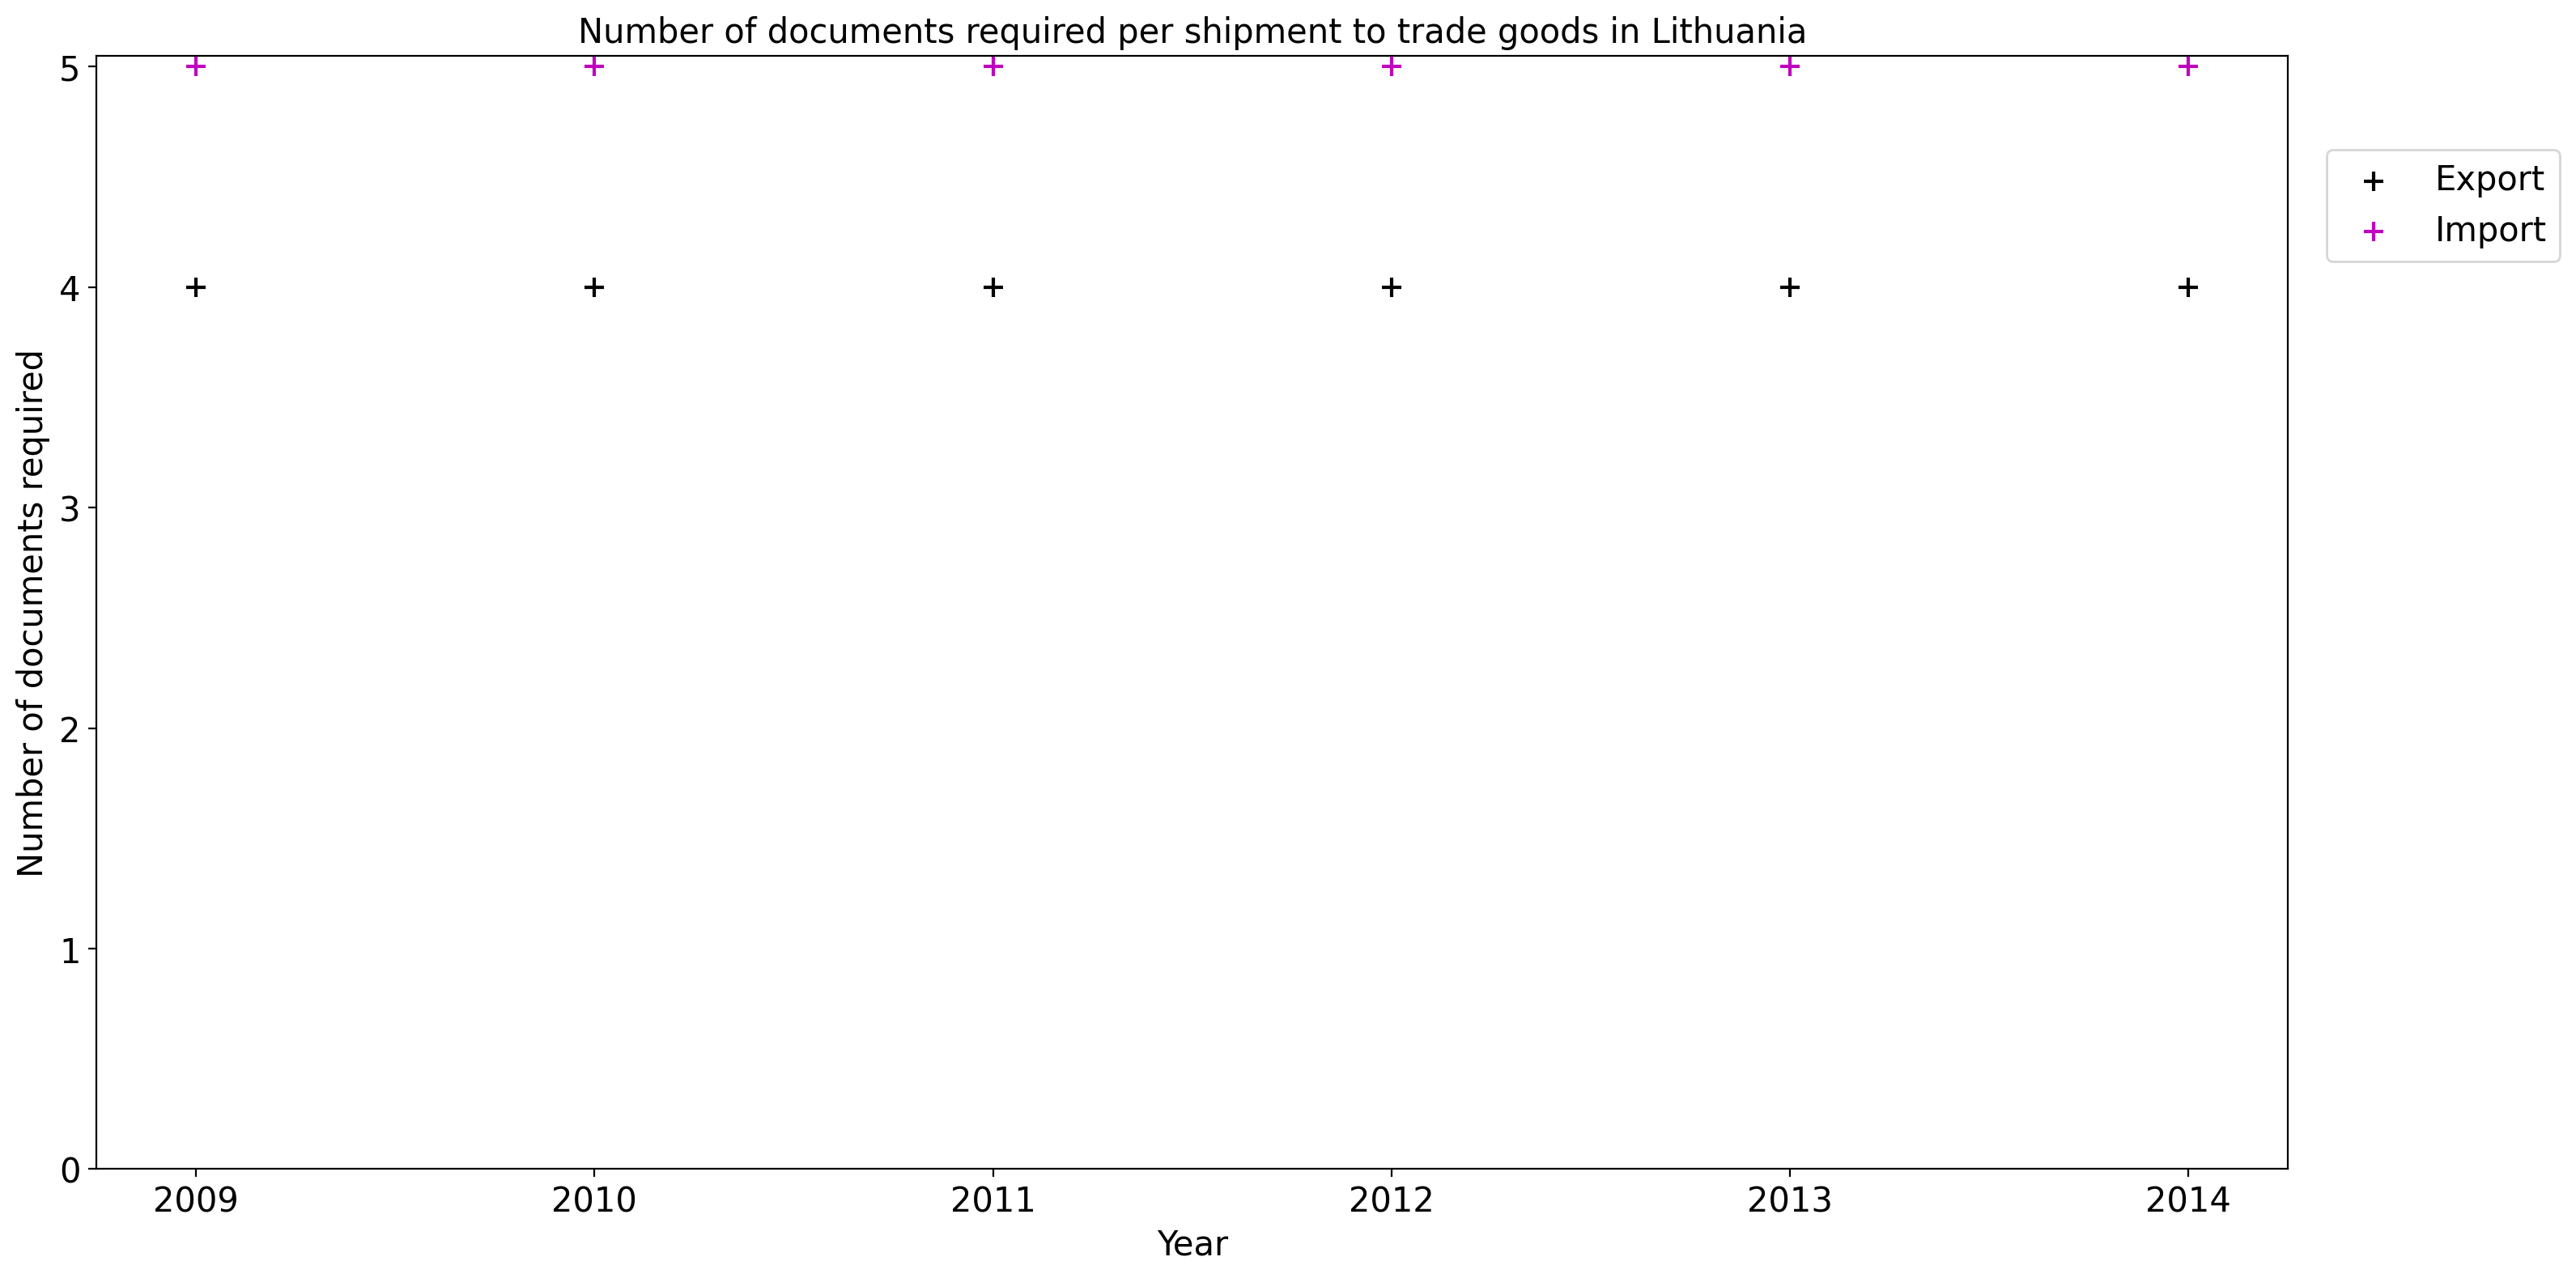 Number of documents required per shipment to trade goods in Lithuania
Number of documents required
5
4
3
2
1
0
2009 2010 2011 2012 2013 2014
Year
Export
Import